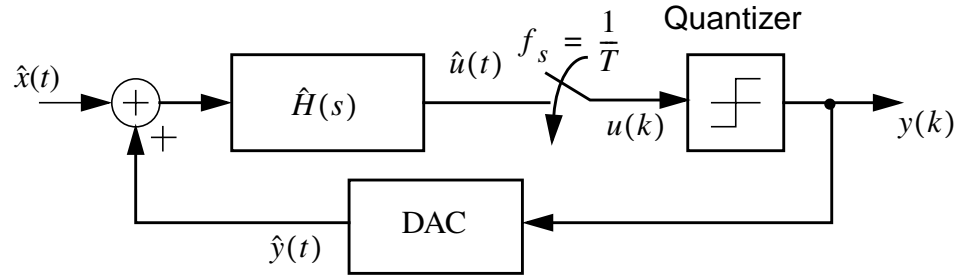 Quantizer
f_s = 1/T
x̂(t)
+
+
Ĥ(s)
û(t)
u(k)
y(k)
DAC
ŷ(t)